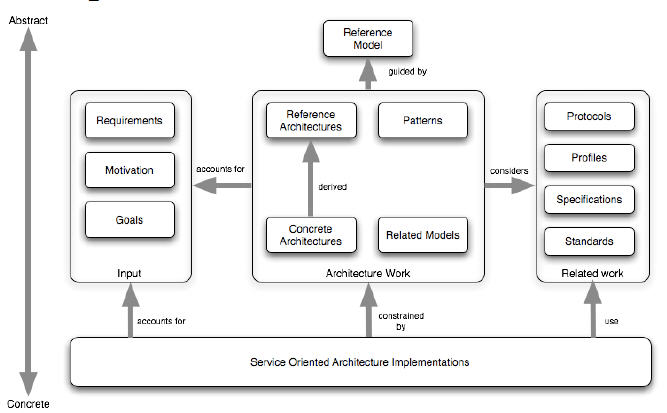 Abstract
Reference
Model
guided by
Requirements
Motivation
Goals
Input
accounts for
Reference
Architectures
Patterns
derived
Concrete
Architectures
Related Models
Architecture Work
considers
Protocols
Profiles
Specifications
Standards
Related work
accounts for
constrained
by
use
Service Oriented Architecture Implementations
Concrete